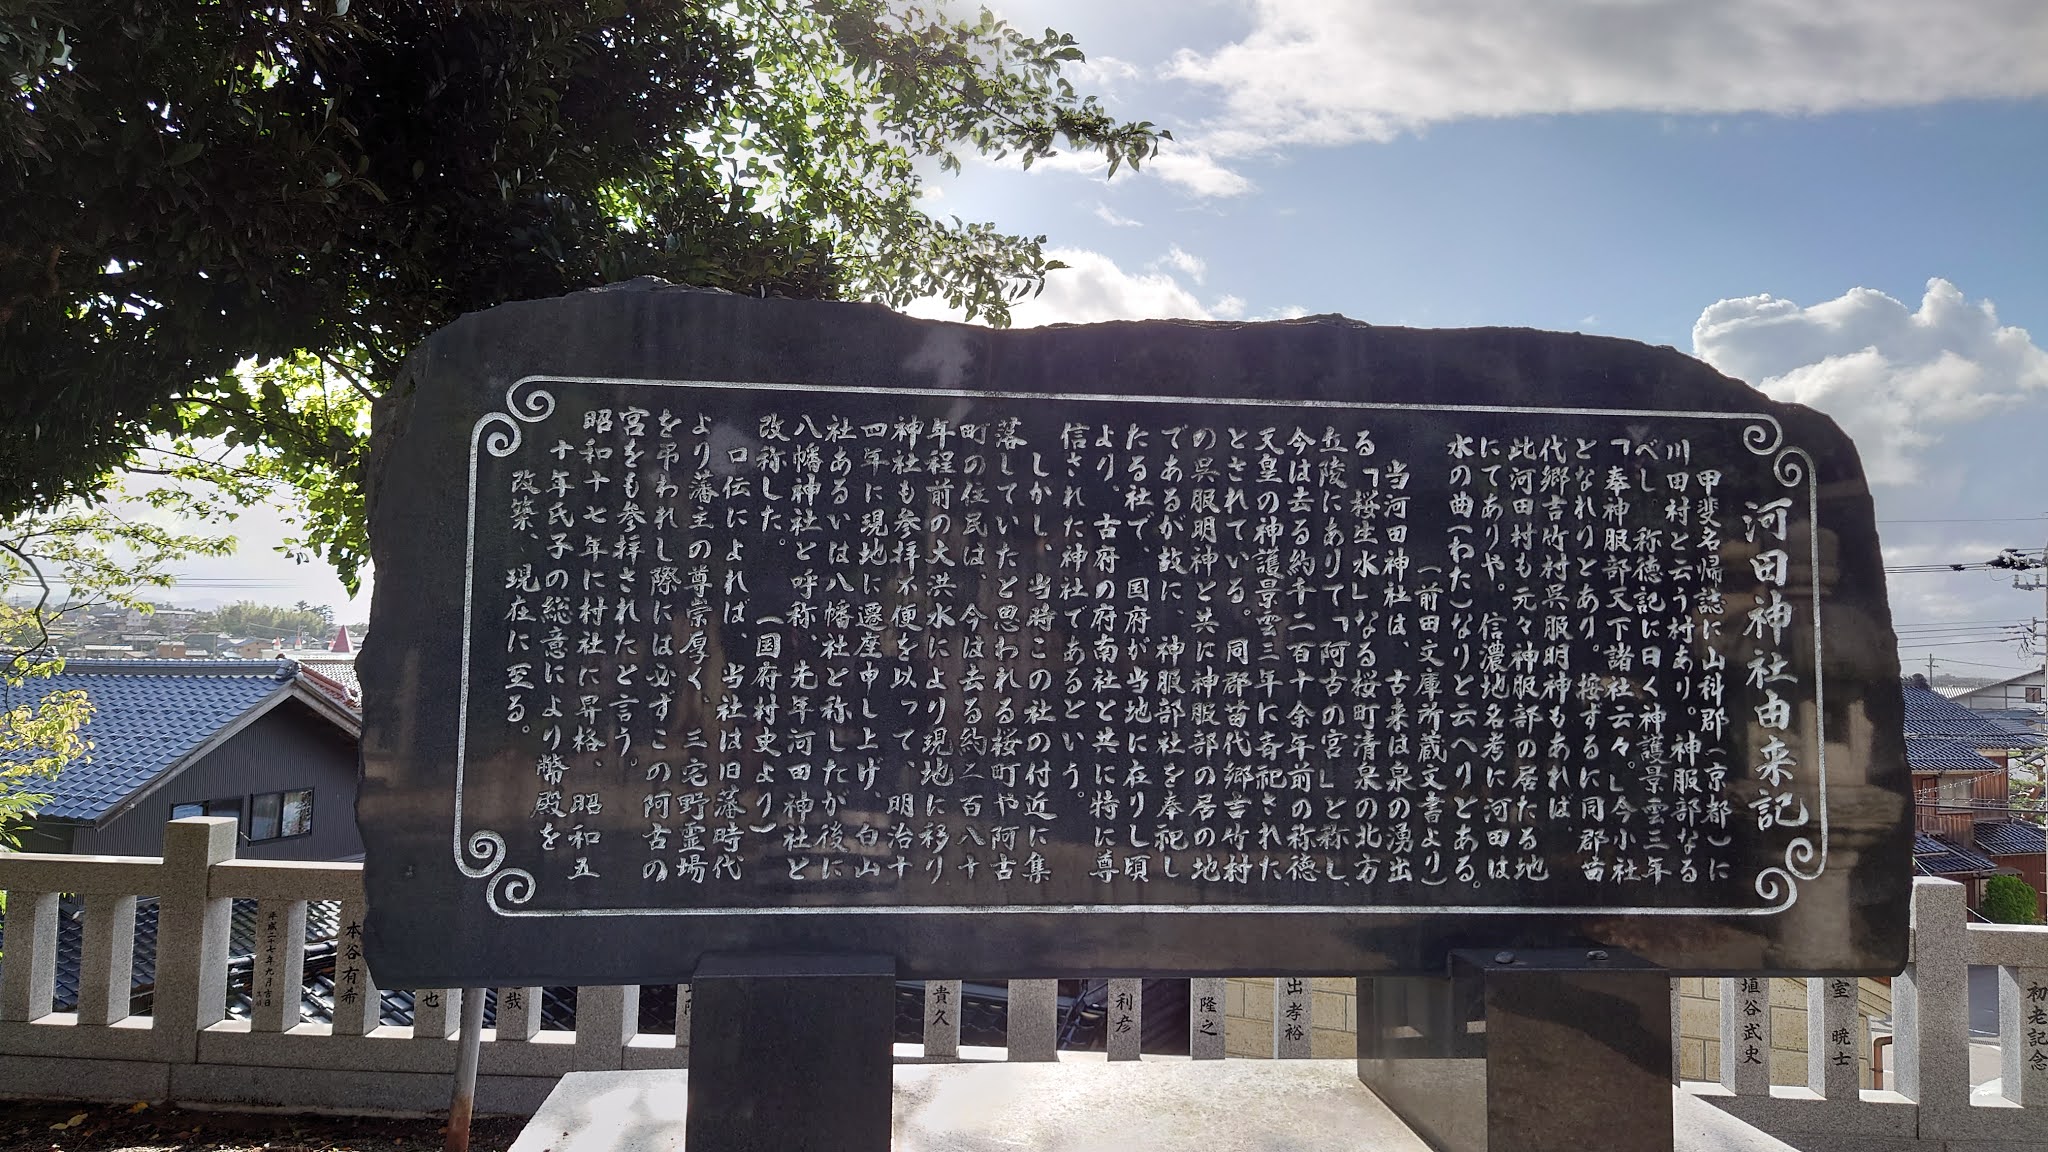 河田神社由来記
甲斐名帰誌に山科郡(京都)に
川田村と云う村あり。神服部なる
べし。称徳記に曰く神護景雲三年
「奉神服部天下諸社云々。」今小社
となれりとあり。接ずるに同郡苗
代郷吉竹村呉服明神もあれば、
此河田村も元々神服部の居たる地
にてありや。信濃地名考に河田は
水の曲(わた)なりと云へりとある。
(前田文庫所蔵文書より)
当河田神社は、古来は泉の湧出
る「桜生水」なる桜町清泉の北方
丘陵にありて「阿古の宮」と称し、
今は去る約千二百十余年前の称徳
天皇の神護景雲三年に斉祀された
とされている。同郡苗代郷吉竹村
の呉服明神と共に神服部の居の地
であるが故に、神服部社を奉祀し
たる社で、国府が当地に在りし頃
より、古府の府南社と共に特に尊
信された神社であるという。
しかし、当時この社の付近に集
落していたと思われる桜町や阿古
町の住民は、今は去る約二百八十
年程前の大洪水により現地に移り
神社も参拝不便を以って、明治十
四年に現地に遷座申し上げ、白山
社あるいは八幡社と称したが後に
八幡神社と呼称、先年河田神社と
改称した。(国府村史より)
口伝によれば、当社は旧藩時代
より藩主の尊崇厚く、三宅野霊場
を弔われし際には必ずこの阿古の
宮をも参拝されたと言う。
昭和十七年に村社に昇格、昭和五
十年氏子の総意により幣殿を
改築、現在に至る。
初老記念
室暁士
埴谷武史
出孝裕
隆之
利彦
貴久
哉
也
本谷有希
平成二十七年九月吉日